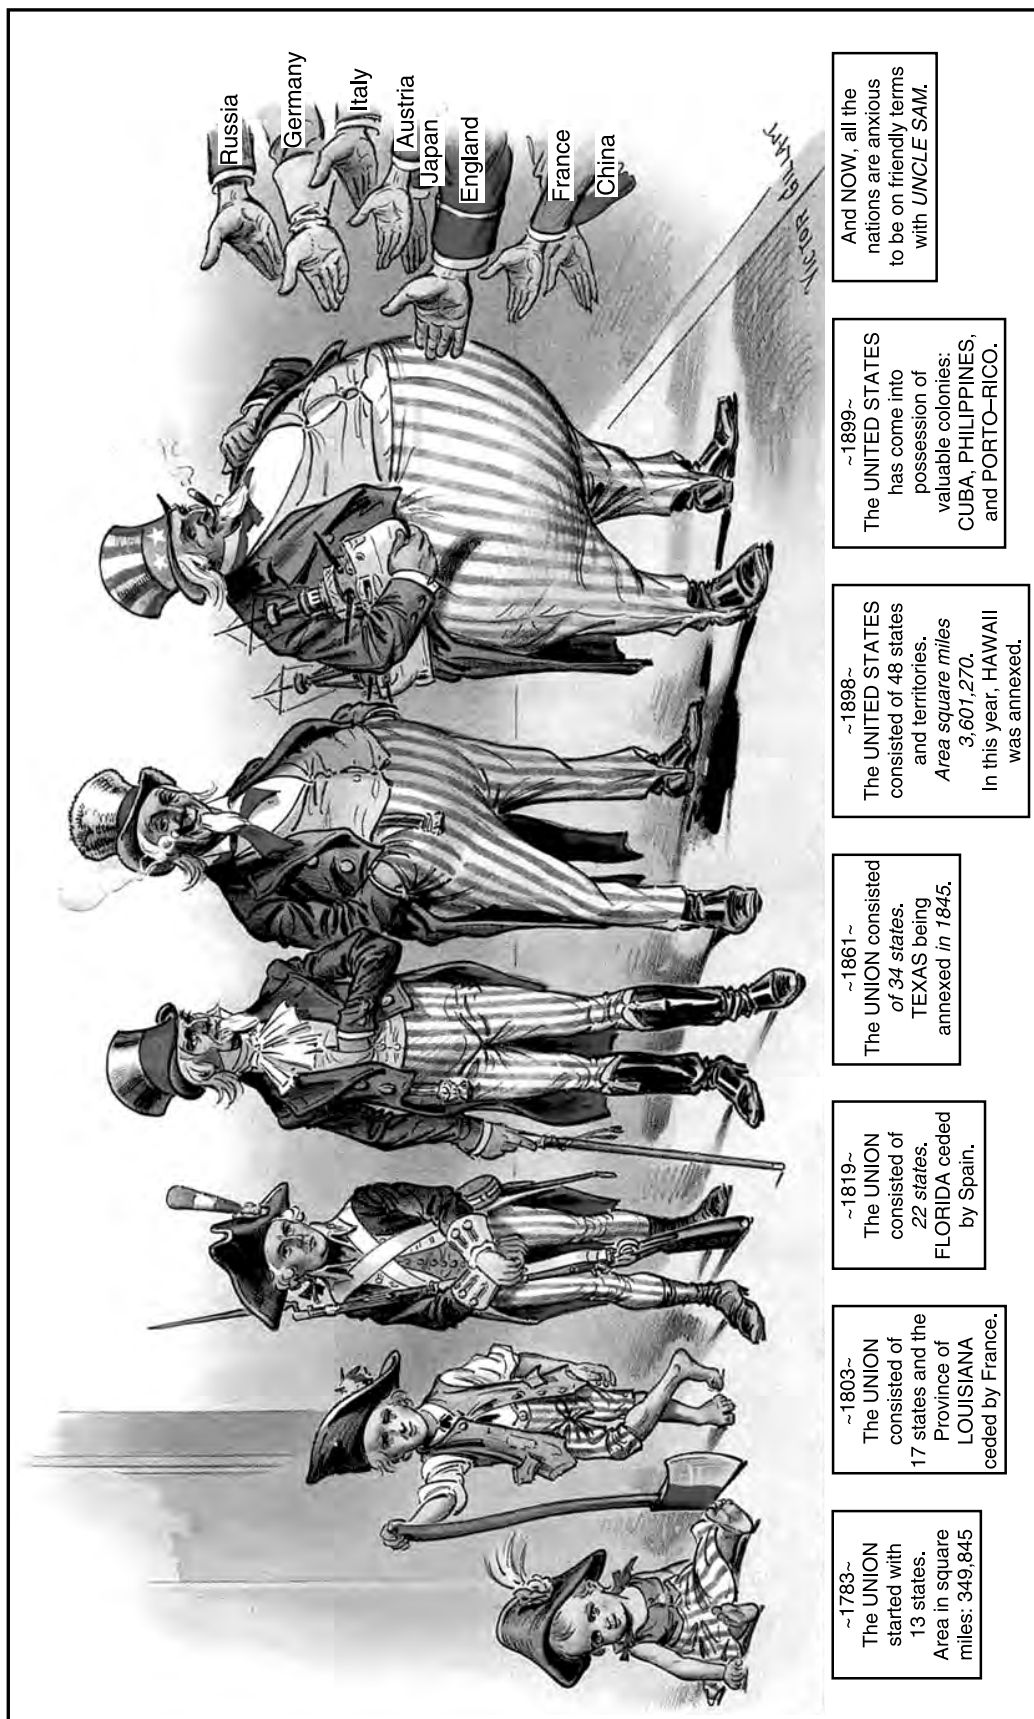 Russia
Germany
Italy
Austria
Japan
England
France
China
VICTOR GILLAM
~1783~
The UNION
started with
13 states.
Area in square
miles: 349,845
~1803~
The UNION
consisted of
17 states and the
Province of
LOUISIANA
ceded by France.
~1819~
The UNION
consisted of
22 states.
FLORIDA ceded
by Spain.
~1861~
The UNION consisted
of 34 states.
TEXAS being
annexed in 1845.
~1898~
The UNITED STATES
consisted of 48 states
and territories.
Area square miles
3,601,270.
In this year, HAWAII
was annexed.
~1899~
The UNITED STATES
has come into
possession of
valuable colonies:
CUBA, PHILIPPINES,
and PORTO–RICO.
And NOW, all the
nations are anxious
to be on friendly terms
with UNCLE SAM.